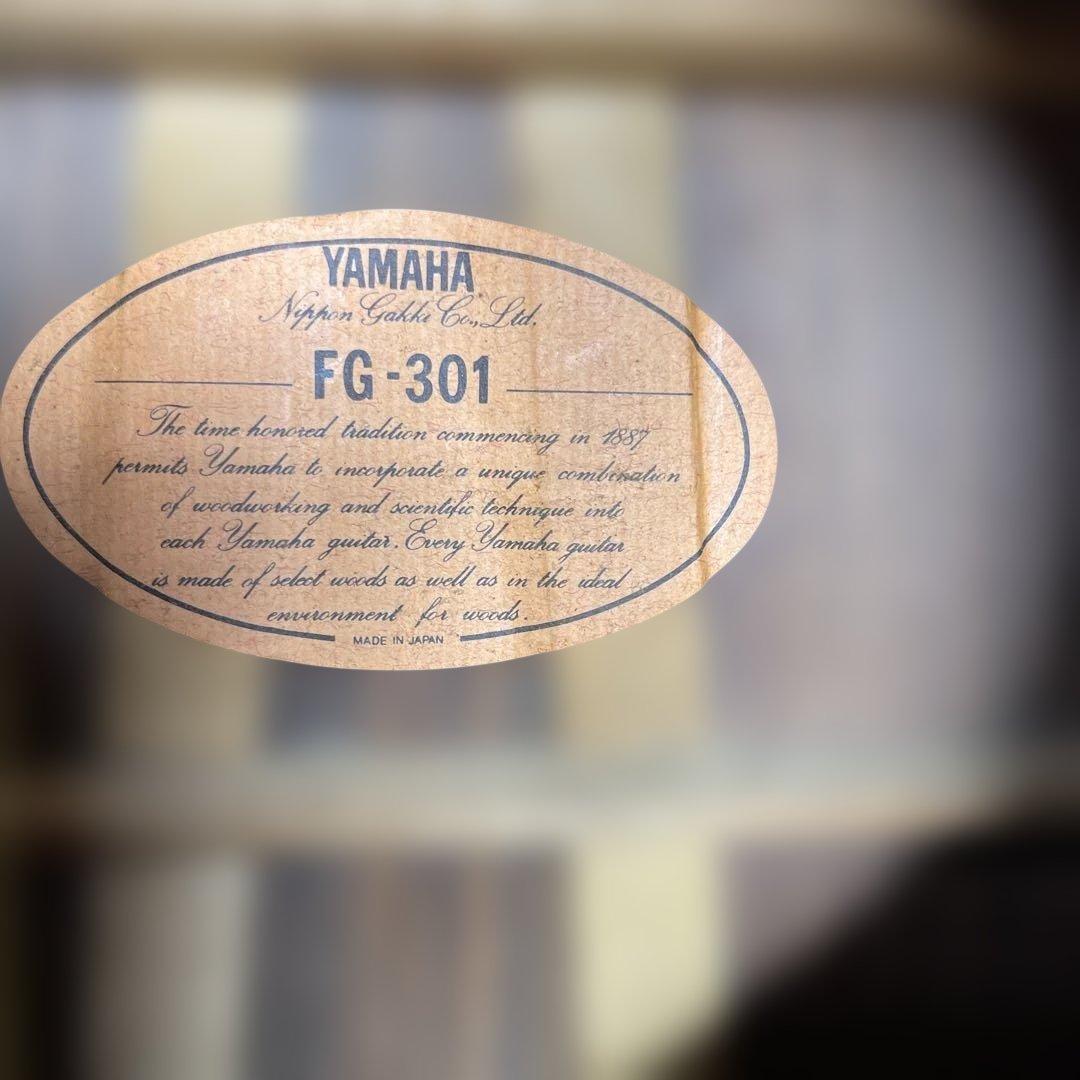 YAMAHA
Nippon Gakki Co., Ltd.
FG-301
The time honored tradition commencing in 1887
permits Yamaha to incorporate a unique combination
of woodworking and scientific technique into
each Yamaha guitar. Every Yamaha guitar
is made of select woods as well as in the ideal
environment for woods.
MADE IN JAPAN